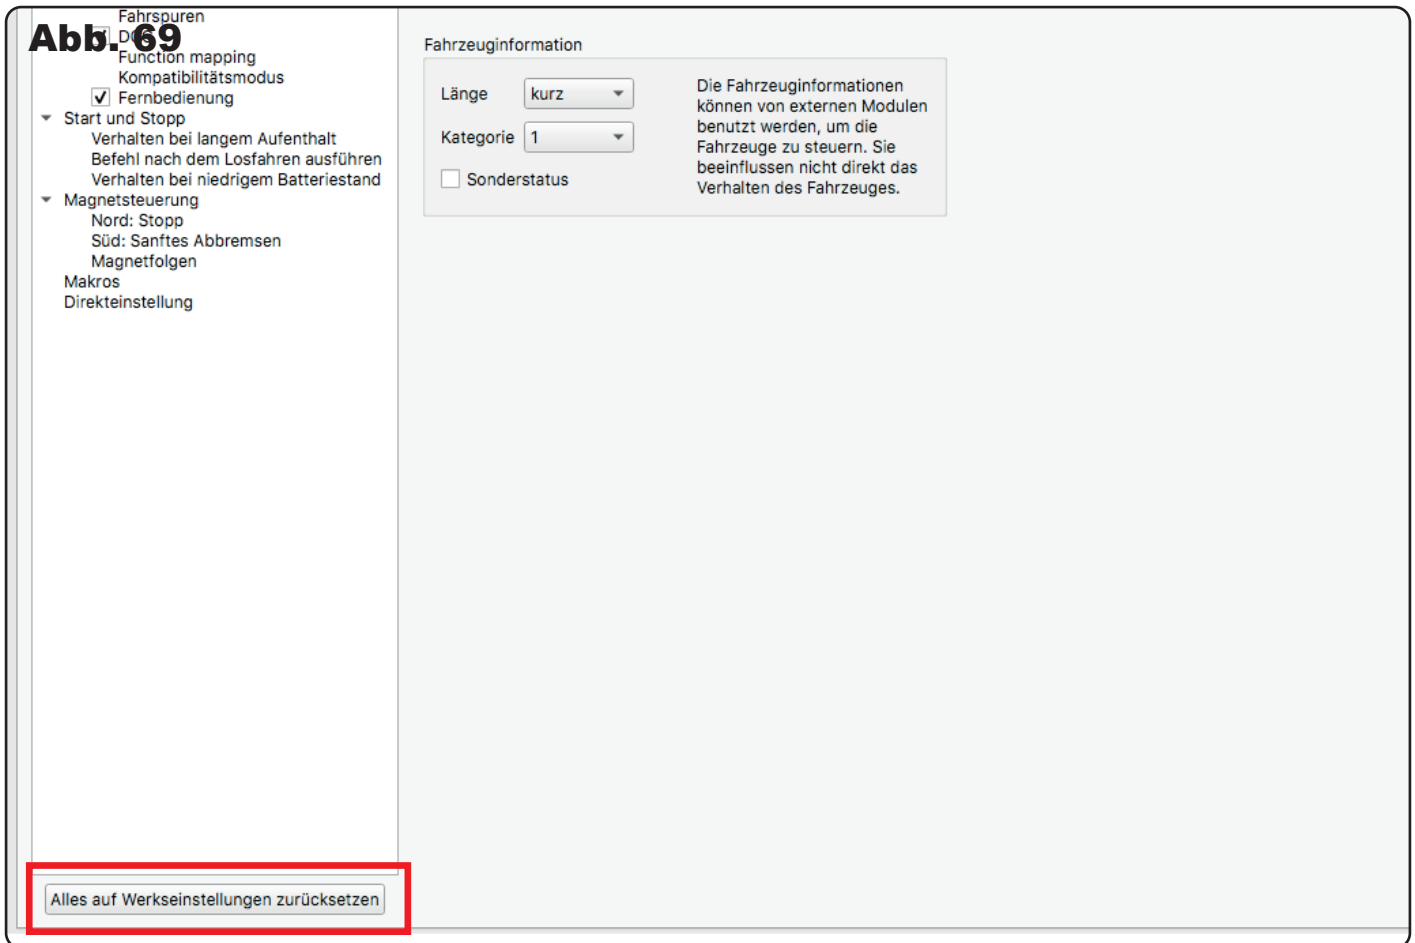 Abb. 69
Fahrspuren
Function mapping
Kompatibilitätsmodus
Fernbedienung
Start und Stopp
Verhalten bei langem Aufenthalt
Befehl nach dem Losfahren ausführen
Verhalten bei niedrigem Batteriestand
Magnetsteuerung
Nord: Stopp
Süd: Sanftes Abbremsen
Magnetfolgen
Makros
Direkteinstellung
Alles auf Werkseinstellungen zurücksetzen
Fahrzeuginformation
Länge kurz
Kategorie 1
Sonderstatus
Die Fahrzeuginformationen
können von externen Modulen
benutzt werden, um die
Fahrzeuge zu steuern. Sie
beeinflussen nicht direkt das
Verhalten des Fahrzeuges.